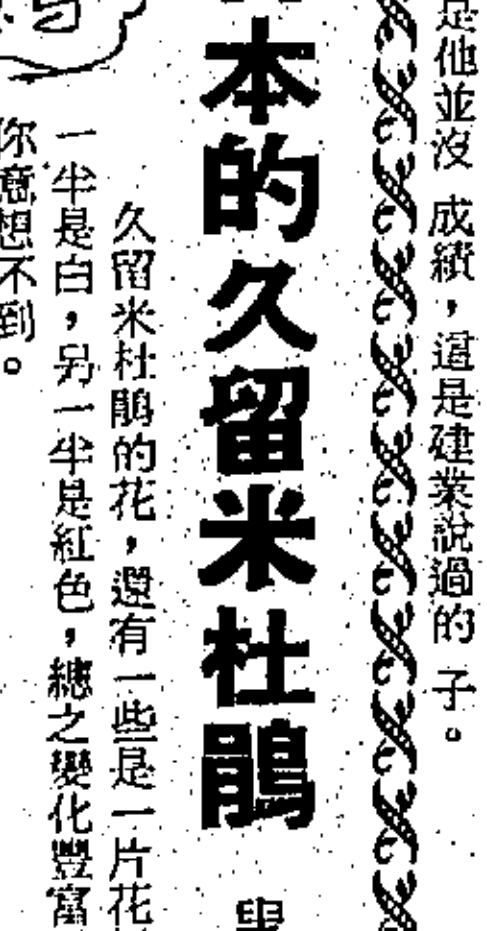 是他並沒 成績，這是建業說過的 子。
本的久留米杜鵑
久留米杜鵑的花，還有一些是一片花
一半是白，另一半是紅色，總之變化豐富
你意想不到。